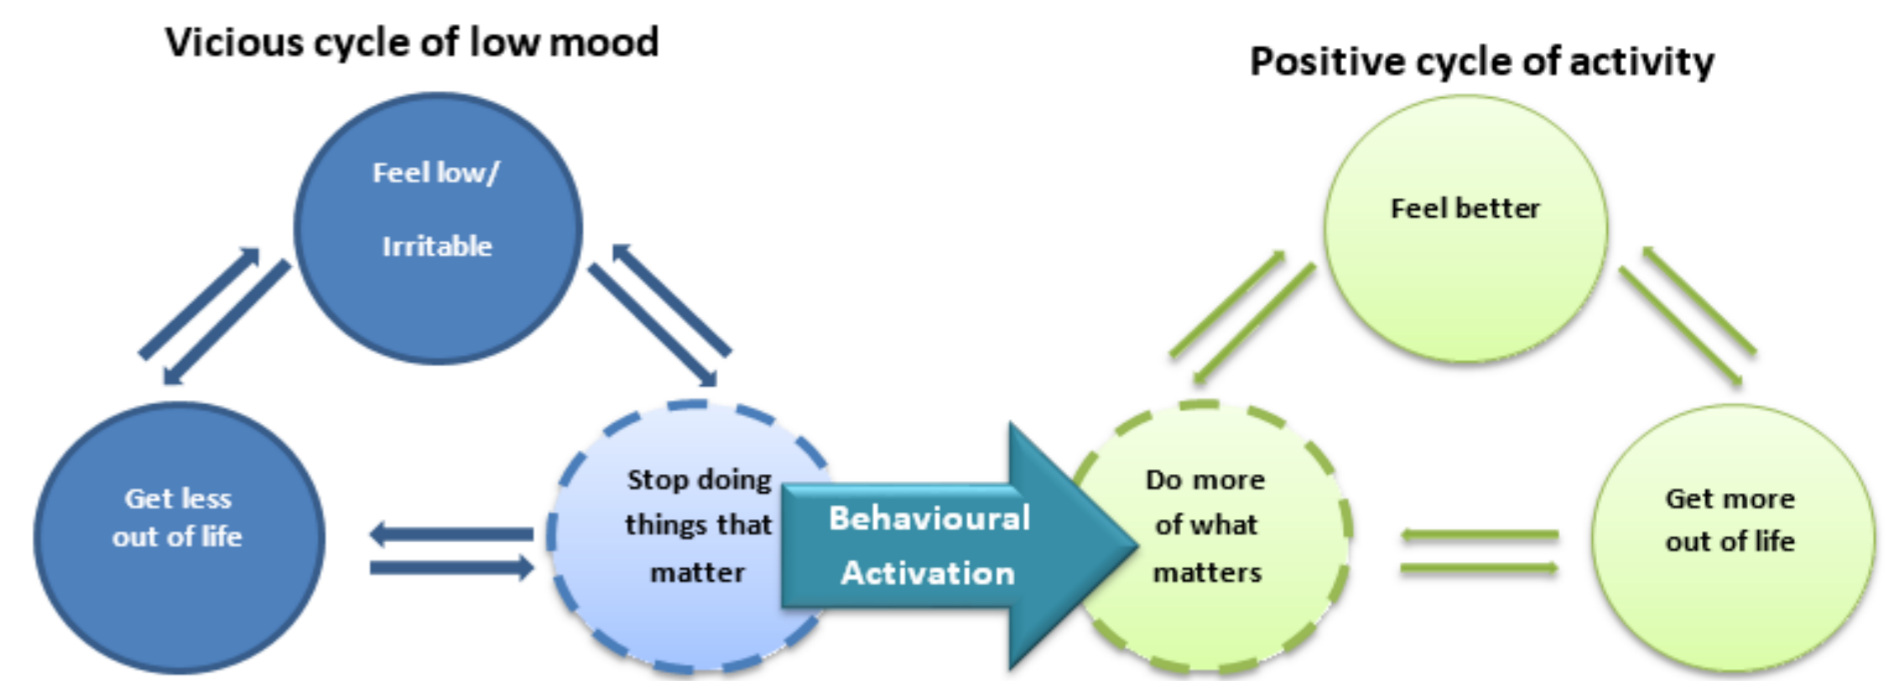 Vicious cycle of low mood
Feel low/
Irritable
Get less
out of life
Stop doing
things that
matter
Behavioural
Activation
Positive cycle of activity
Feel better
Do more
of what
matters
Get more
out of life